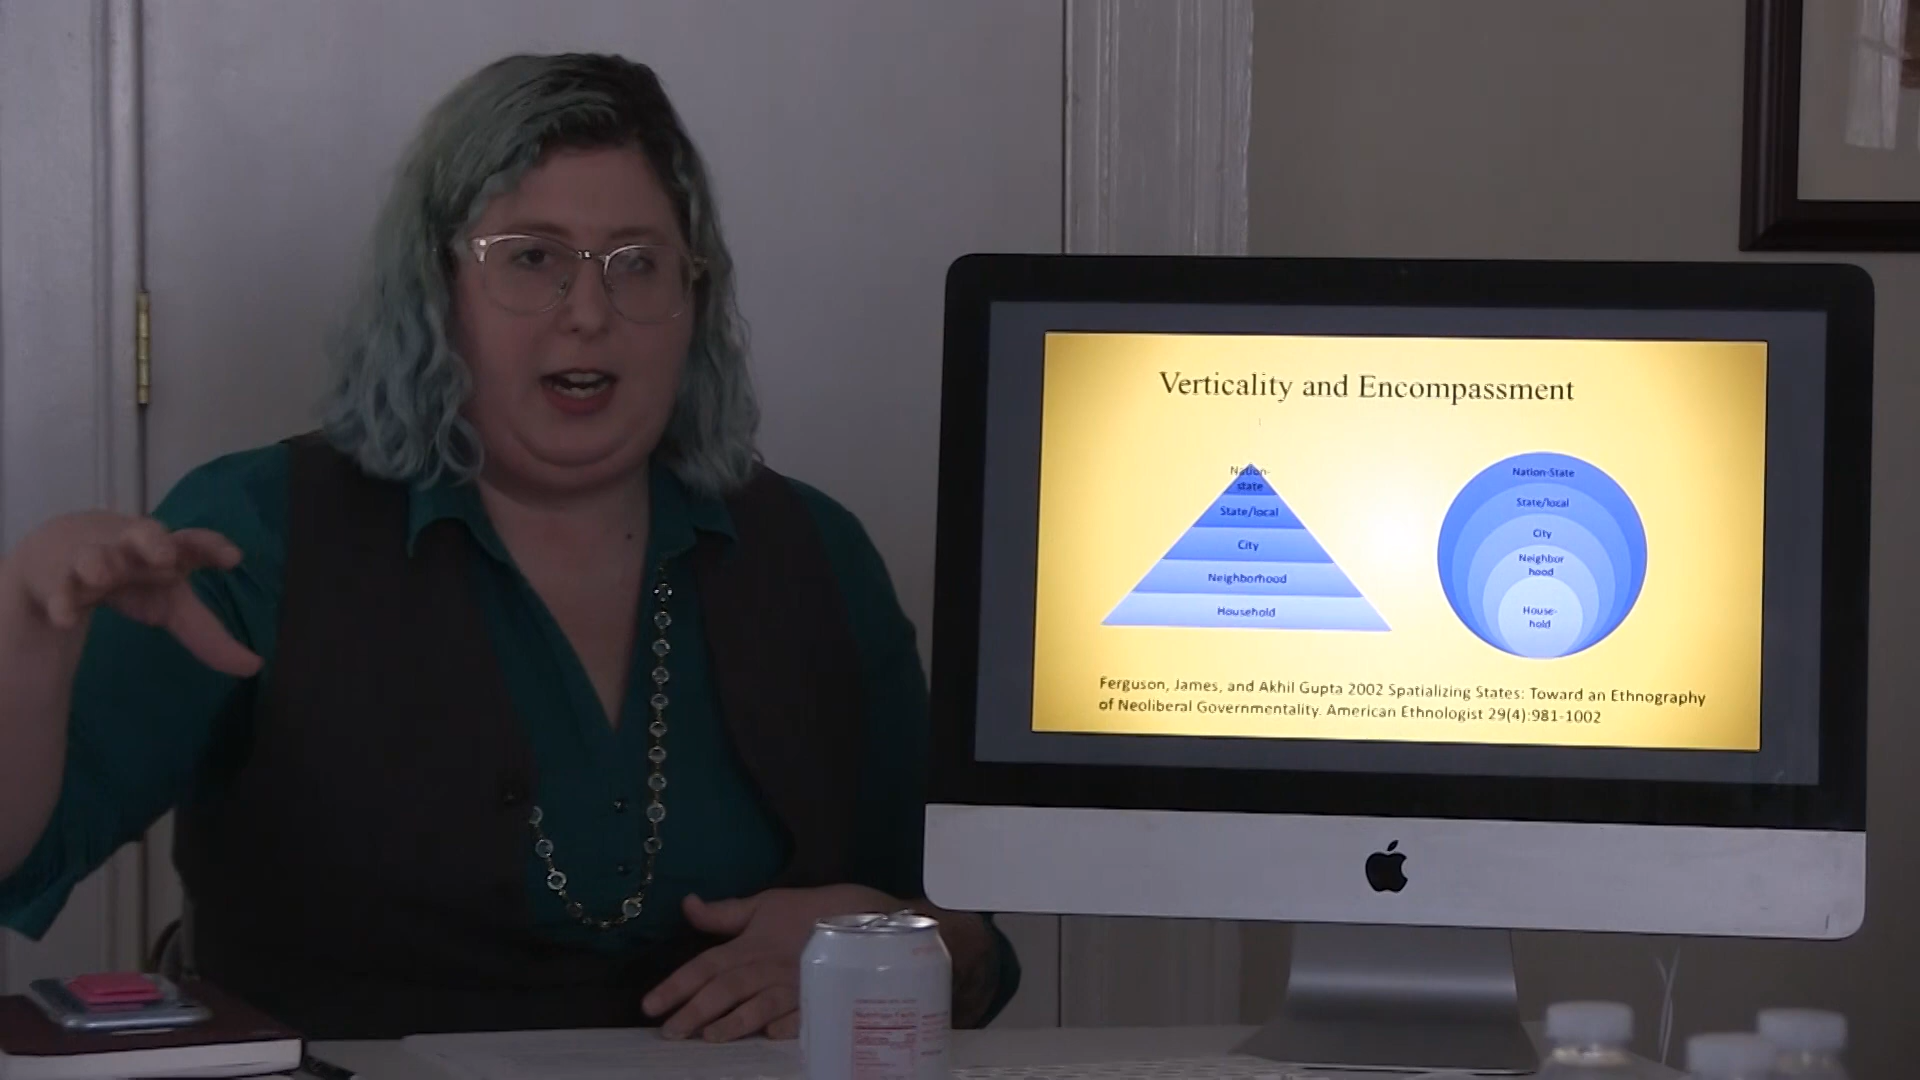 Verticality and Encompassment
Nation-
state
State/local
City
Neighborhood
Household
Nation-State
State/local
City
Neighbor
hood
House-
hold
Ferguson, James, and Akhil Gupta 2002 Spatializing States: Toward an Ethnography
of Neoliberal Governmentality. American Ethnologist 29(4):981-1002
Nutrition Facts